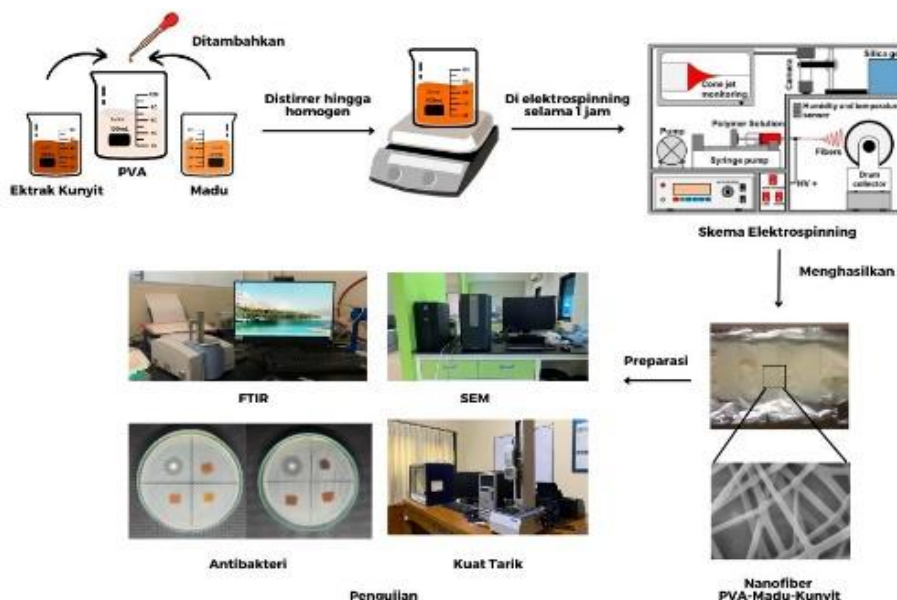 Ditambahkan
Ektrak Kunyit
PVA
Madu
Distirrer hingga
homogen
Di elektrospinning
selama 1 jam
Cone jet
monitoring
Camera
Silica gel
Humidity and temperature
sensor
Pump
Polymer Solution
Syringe pump
Fibers
HV +
Drum
collector
Skema Elektrospinning
Menghasilkan
Preparasi
FTIR
SEM
Antibakteri
Kuat Tarik
Pengujian
Nanofiber
PVA-Madu-Kunyit